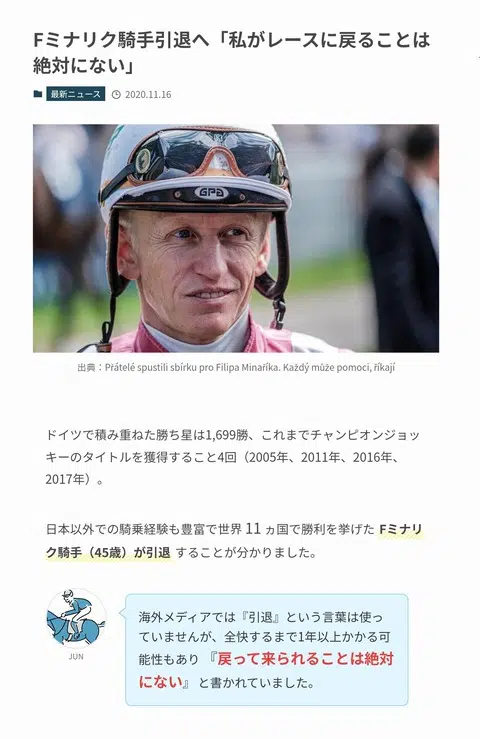 Fミナリク騎手引退へ「私がレースに戻ることは
絶対にない」
最新ニュース 2020.11.16
GPA
出典：Přátelé spustili sbírku pro Filipa Minaříka. Každý může pomoci, říkají
ドイツで積み重ねた勝ち星は1,699勝、これまでチャンピオンジョッ
キーのタイトルを獲得すること4回（2005年、2011年、2016年、
2017年）。
日本以外での騎乗経験も豊富で世界 11 ヵ国で勝利を挙げた Fミナリ
ク騎手（45歳）が引退 することが分かりました。
海外メディアでは『引退』という言葉は使っ
ていませんが、全快するまで1年以上かかる可
能性もあり 『戻って来られることは絶対
にない』 と書かれていました。
JUN